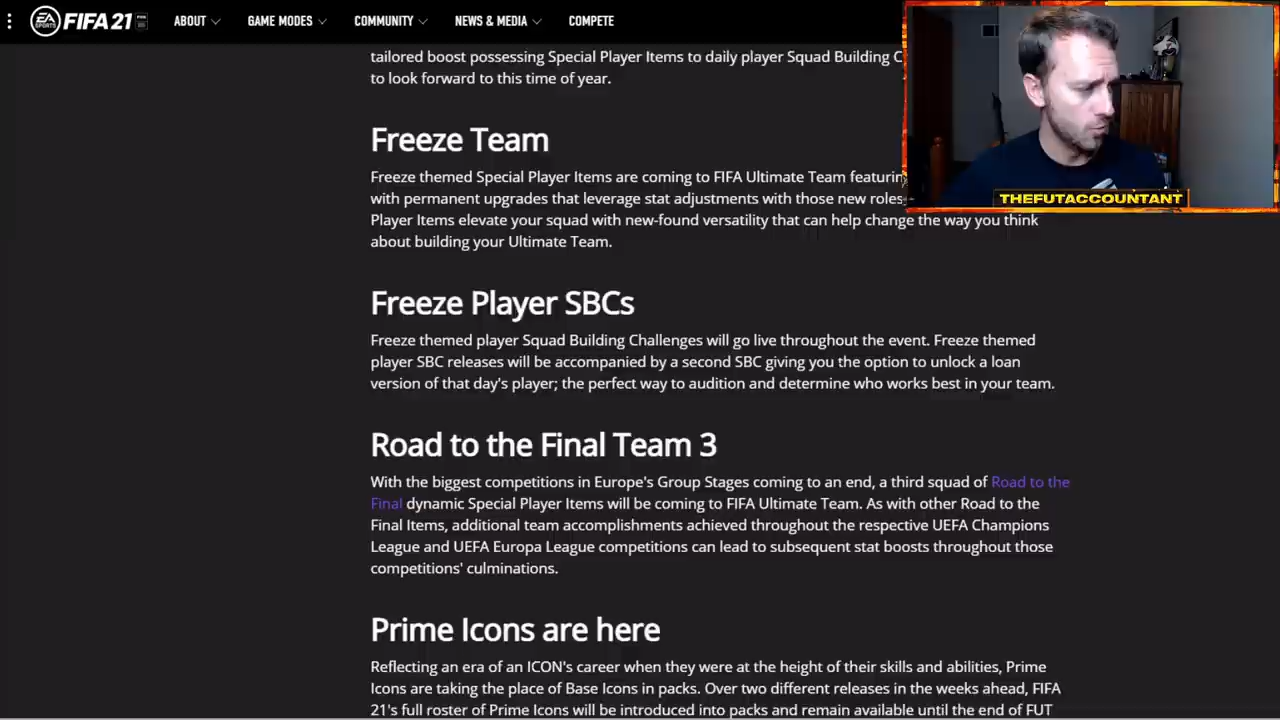 EA SPORTS FIFA 21 ABOUT GAME MODES COMMUNITY NEWS & MEDIA COMPETE
tailored boost possessing Special Player Items to daily player Squad Building
to look forward to this time of year.
Freeze Team
Freeze themed Special Player Items are coming to FIFA Ultimate Team
with permanent upgrades that leverage stat adjustments with those new roles
Player Items elevate your squad with new-found versatility that can help change the way you think
about building your Ultimate Team.
THEFUTACCOUNTANT
Freeze Player SBCs
Freeze themed player Squad Building Challenges will go live throughout the event. Freeze themed
player SBC releases will be accompanied by a second SBC giving you the option to unlock a loan
version of that day's player; the perfect way to audition and determine who works best in your team.
Road to the Final Team 3
With the biggest competitions in Europe's Group Stages coming to an end, a third squad of Road to the
Final dynamic Special Player Items will be coming to FIFA Ultimate Team. As with other Road to the
Final Items, additional team accomplishments achieved throughout the respective UEFA Champions
League and UEFA Europa League competitions can lead to subsequent stat boosts throughout those
competitions' culminations.
Prime Icons are here
Reflecting an era of an ICON's career when they were at the height of their skills and abilities, Prime
Icons are taking the place of Base Icons in packs. Over two different releases in the weeks ahead, FIFA
21's full roster of Prime Icons will be introduced into packs and remain available until the end of FUT